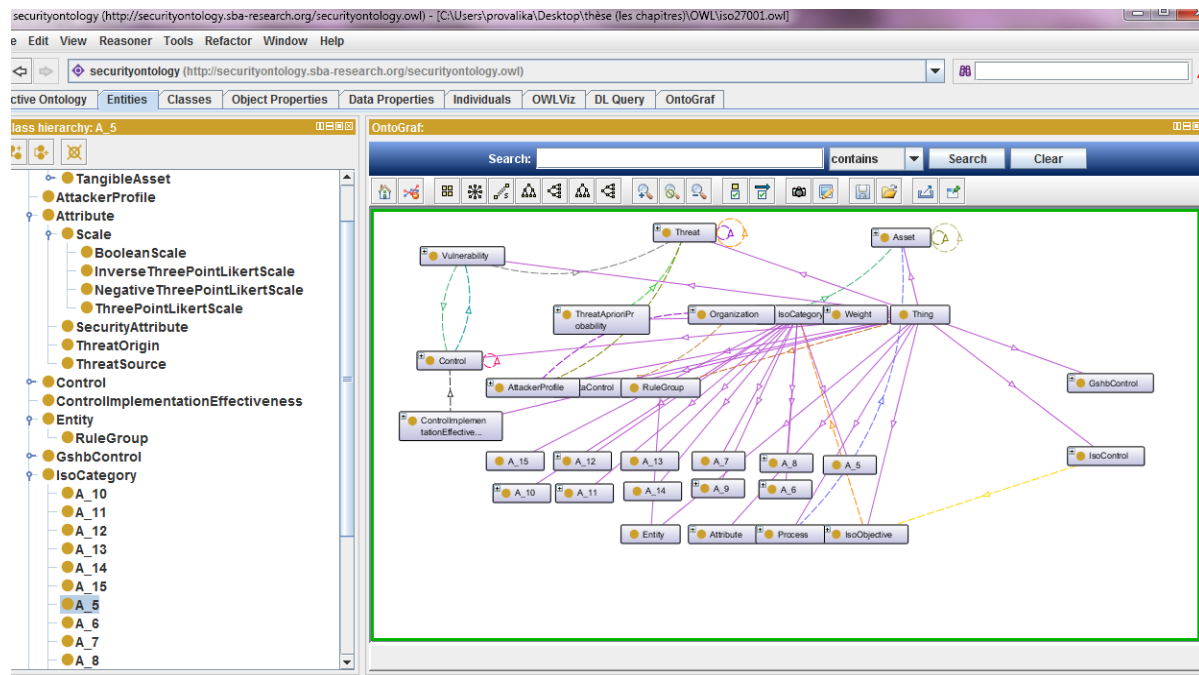 securityontology (http://securityontology.sba-research.org/securityontology.owl) - [C:\Users\provalika\Desktop\thèse (les chapitres)\OWL\iso27001.owl]
e Edit View Reasoner Tools Refactor Window Help
securityontology (http://securityontology.sba-research.org/securityontology.owl)
ctive Ontology Entities Classes Object Properties Data Properties Individuals OWLViz DL Query OntoGraf
lass hierarchy: A_5
TangibleAsset
AttackerProfile
Attribute
Scale
BooleanScale
InverseThreePointLikertScale
NegativeThreePointLikertScale
ThreePointLikertScale
SecurityAttribute
ThreatOrigin
ThreatSource
Control
ControlImplementationEffectiveness
Entity
RuleGroup
GshbControl
IsoCategory
A_10
A_11
A_12
A_13
A_14
A_15
A_5
A_6
A_7
A_8
OntoGraf:
Search: contains Search Clear
Threat
Asset
Vulnerability
ThreatAprioriPr
obability
Organization
IsoCategory
Weight
Thing
Control
AttackerProfile
aControl
RuleGroup
GshbControl
ControlImplemen
tationEffective...
IsoControl
A_15
A_12
A_13
A_7
A_8
A_5
A_10
A_11
A_14
A_9
A_6
Entity
Attribute
Process
IsoObjective